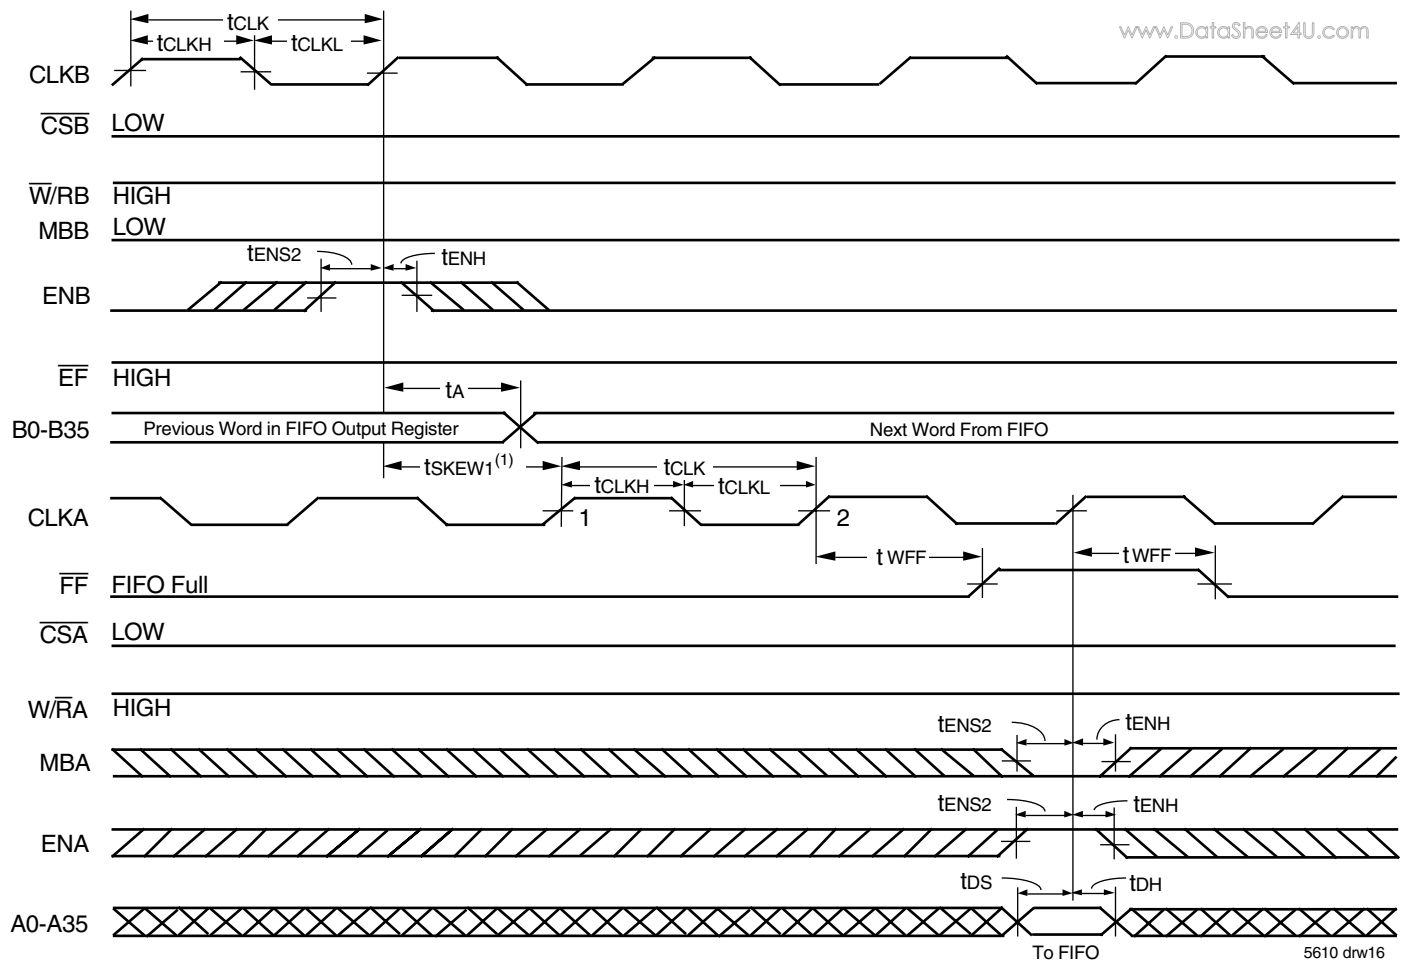 www.DataSheet4U.com
tCLK
tCLKH tCLKL
CLKB
CSB LOW
W/RB HIGH
MBB LOW
tENS2 tENH
ENB
EF HIGH
tA
B0-B35 Previous Word in FIFO Output Register Next Word From FIFO
tSKEW1(1) tCLK
tCLKH tCLKL
CLKA 1 2
tWFF tWFF
FF FIFO Full
CSA LOW
W/RA HIGH
tENS2 tENH
MBA
tENS2 tENH
ENA
tDS tDH
A0-A35
To FIFO 5610 drw16